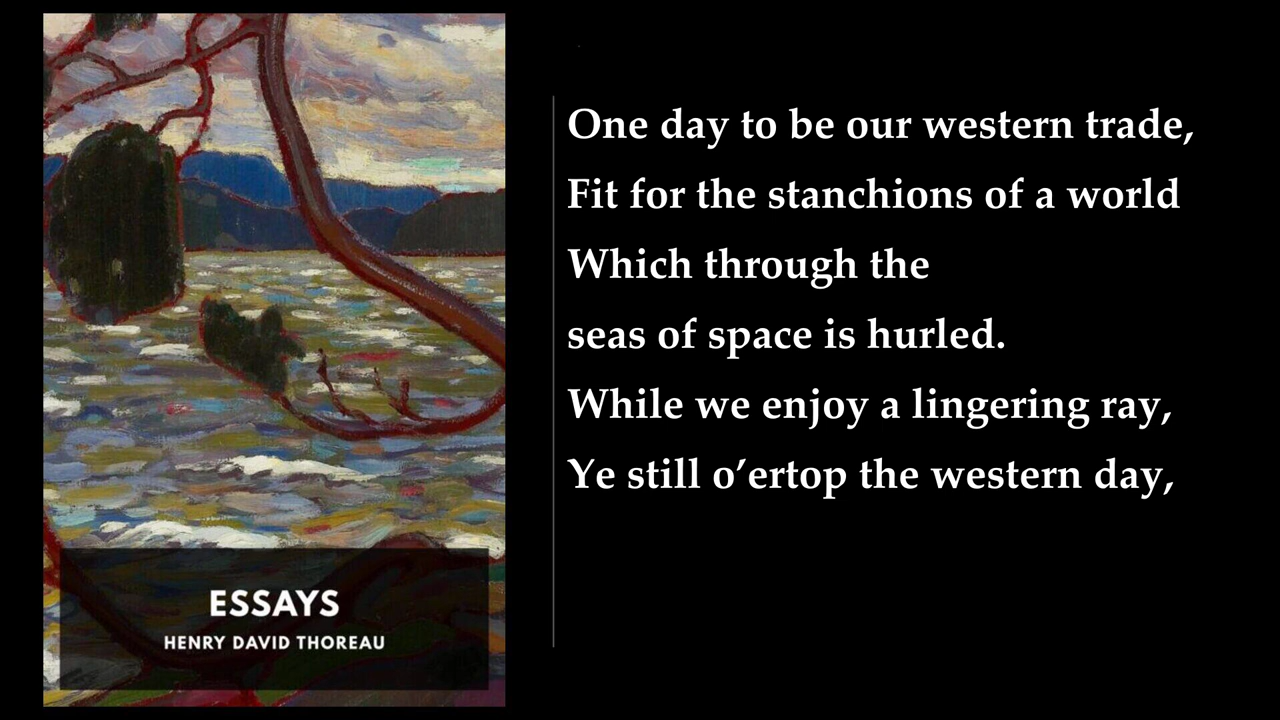 One day to be our western trade,
Fit for the stanchions of a world
Which through the
seas of space is hurled.
While we enjoy a lingering ray,
Ye still o’ertop the western day,
ESSAYS
HENRY DAVID THOREAU